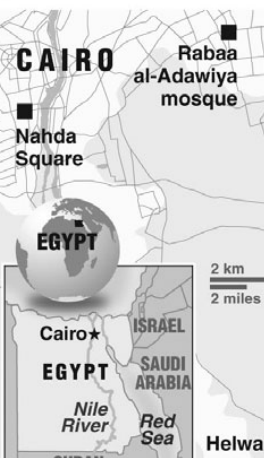 CAIRO
Rabaa
al-Adawiya
mosque
Nahda
Square
EGYPT
2 km
2 miles
Cairo
ISRAEL
EGYPT
SAUDI
ARABIA
Nile
River
Red
Sea
Helwa